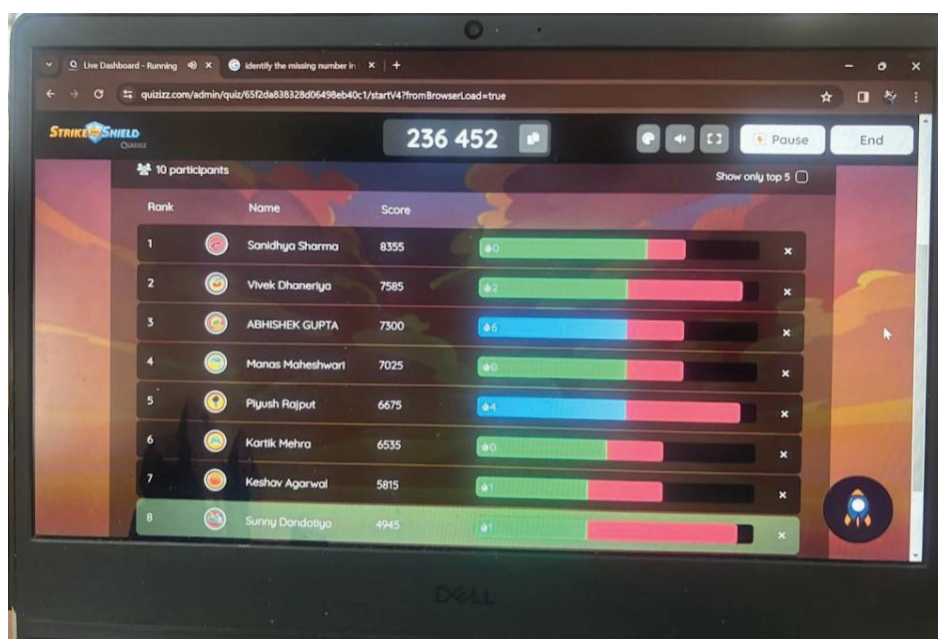 Live Dashboard - Running
identify the missing number in
quizizz.com/admin/quiz/65f2da838328d06498eb40c1/startV4?fromBrowserLoad=true
STRIKE SHIELD
QUIZIZZ
236 452
Pause
End
10 participants
Show only top 5
Rank Name Score
1 Sanidhya Sharma 8355 0
2 Vivek Dhaneriya 7585 2
3 ABHISHEK GUPTA 7300 6
4 Manas Maheshwari 7025 0
5 Piyush Rajput 6675 4
6 Kartik Mehra 6535 0
7 Keshav Agarwal 5815 1
8 Sunny Dandotiya 4945 1
DELL